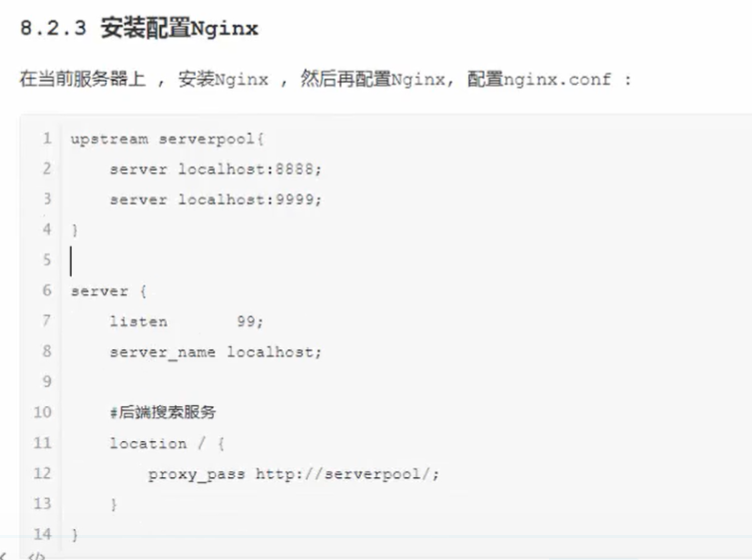 8.2.3 安装配置Nginx
在当前服务器上 , 安装Nginx , 然后再配置Nginx, 配置nginx.conf :
1 upstream serverpool{
2     server localhost:8888;
3     server localhost:9999;
4 }
5
6 server {
7     listen       99;
8     server_name localhost;
9
10     #后端搜索服务
11     location / {
12         proxy_pass http://serverpool/;
13     }
14 }